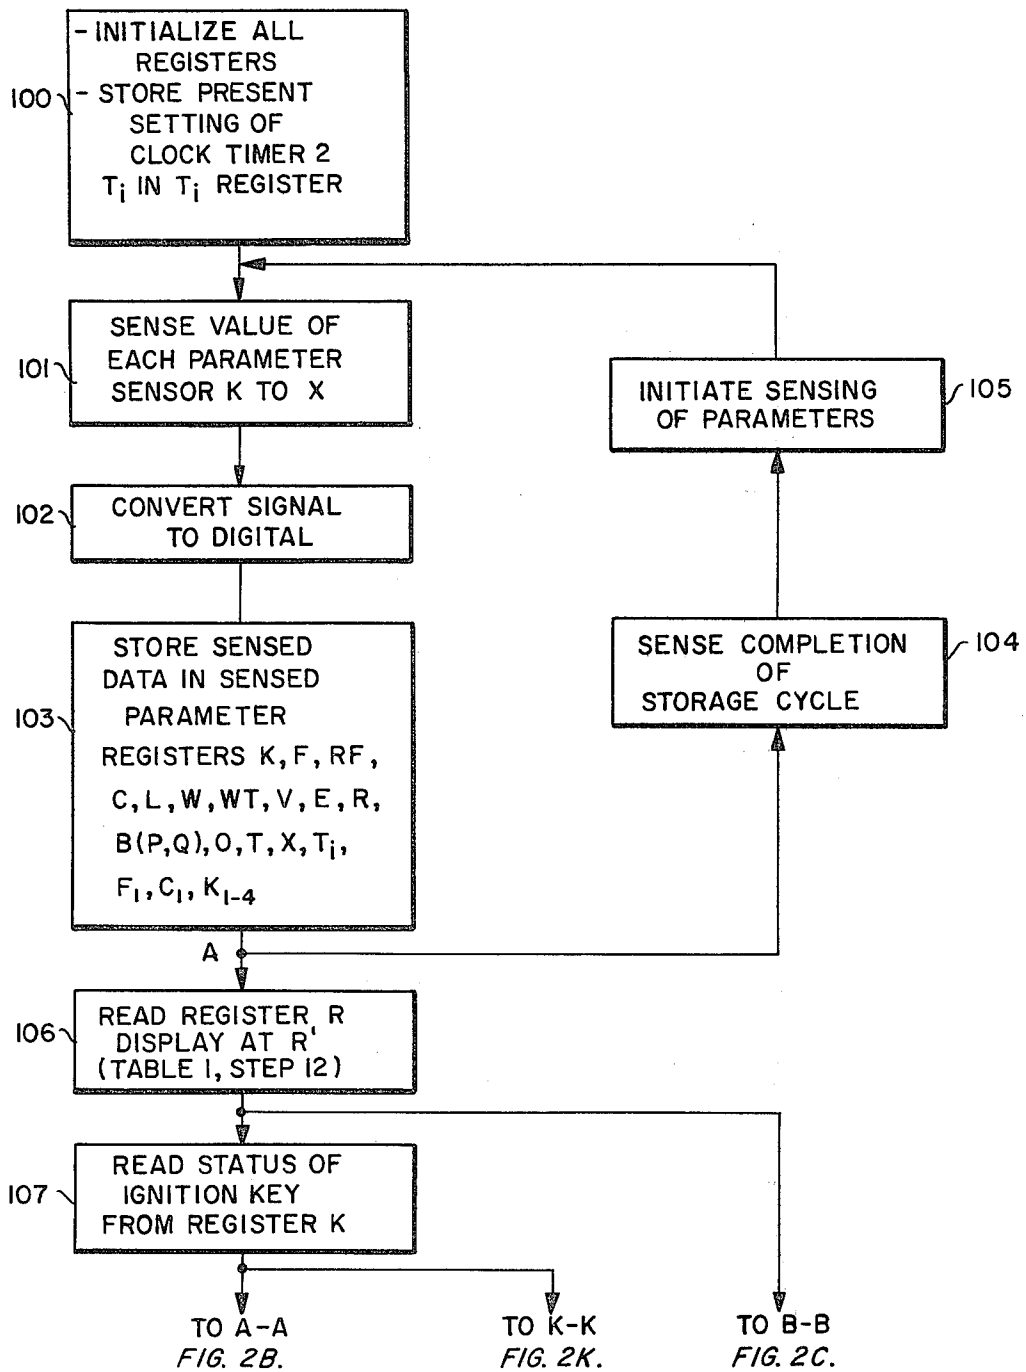 100
- INITIALIZE ALL
REGISTERS
- STORE PRESENT
SETTING OF
CLOCK TIMER 2
Ti IN Ti REGISTER
101
SENSE VALUE OF
EACH PARAMETER
SENSOR K TO X
102
CONVERT SIGNAL
TO DIGITAL
103
STORE SENSED
DATA IN SENSED
PARAMETER
REGISTERS K, F, RF,
C, L, W, WT, V, E, R,
B(P,Q), O, T, X, Ti,
F1, C1, K1-4
105
INITIATE SENSING
OF PARAMETERS
104
SENSE COMPLETION
OF
STORAGE CYCLE
A
106
READ REGISTER R
DISPLAY AT R'
(TABLE 1, STEP 12)
107
READ STATUS OF
IGNITION KEY
FROM REGISTER K
TO A-A
FIG. 2B.
TO K-K
FIG. 2K.
TO B-B
FIG. 2C.